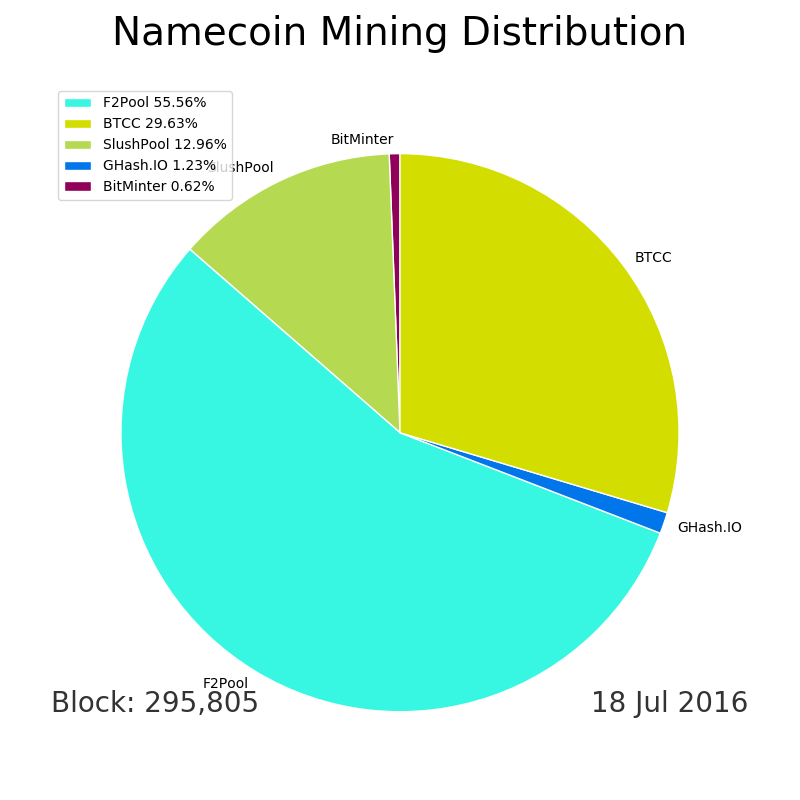 Namecoin Mining Distribution
F2Pool 55.56%
BTCC 29.63%
SlushPool 12.96%
GHash.IO 1.23%
BitMinter 0.62%
BitMinter
SlushPool
BTCC
GHash.IO
F2Pool
Block: 295,805
18 Jul 2016